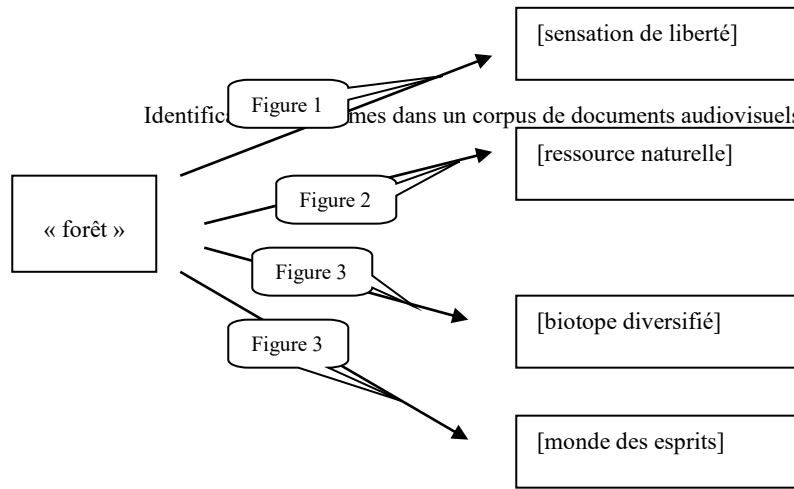 [sensation de liberté]
Figure 1
Identifica mes dans un corpus de documents audiovisuels
[ressource naturelle]
Figure 2
« forêt »
Figure 3
[biotope diversifié]
Figure 3
[monde des esprits]